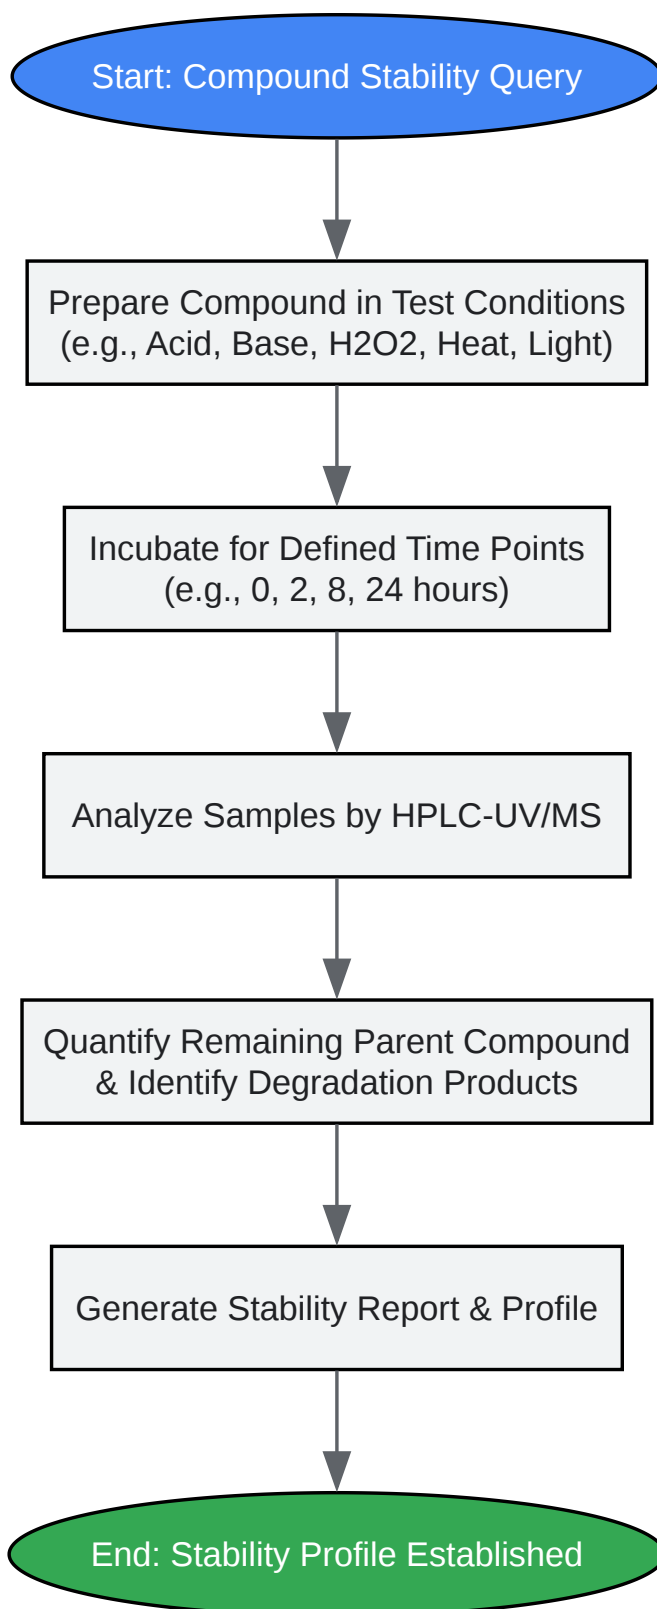 Start: Compound Stability Query
Prepare Compound in Test Conditions
(e.g., Acid, Base, H2O2, Heat, Light)
Incubate for Defined Time Points
(e.g., 0, 2, 8, 24 hours)
Analyze Samples by HPLC-UV/MS
Quantify Remaining Parent Compound
& Identify Degradation Products
Generate Stability Report & Profile
End: Stability Profile Established